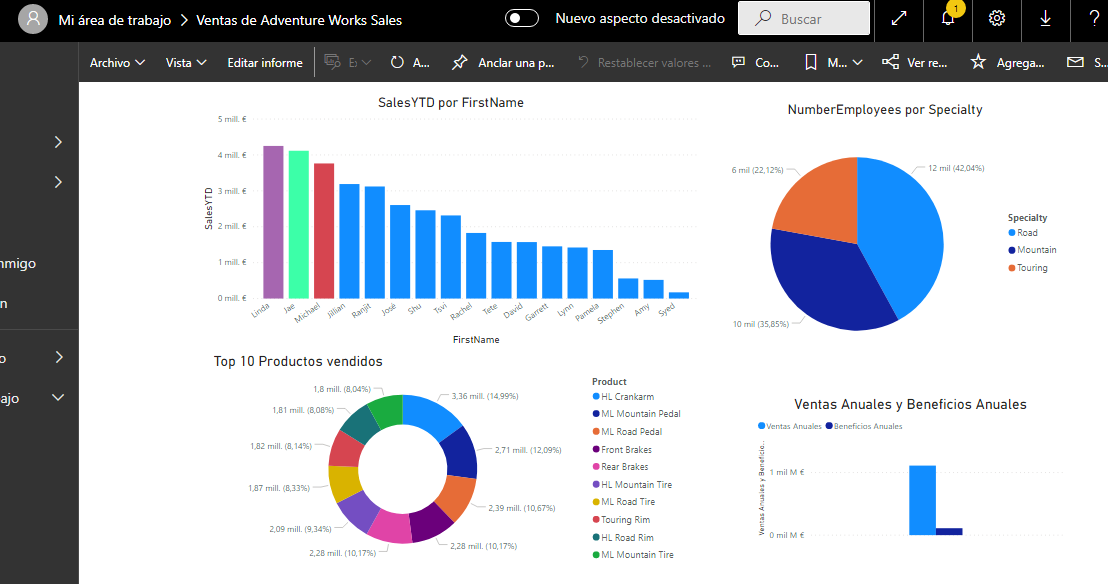 Mi área de trabajo > Ventas de Adventure Works Sales
Nuevo aspecto desactivado
Buscar
1
?
Archivo Vista Editar informe
A... Anclar una p... Restablecer valores ... Co... M... Ver re... Agrega... S...
nmigo
n
o
ajo
SalesYTD por FirstName
5 mill. €
4 mill. €
3 mill. €
2 mill. €
1 mill. €
0 mill. €
SalesYTD
Linda Jae Michael Jillian Ranjit José Shu Tsvi Rachel Tete David Garrett Lynn Pamela Stephen Amy Syed
FirstName
NumberEmployees por Specialty
6 mil (22,12%)
12 mil (42,04%)
10 mil (35,85%)
Specialty
Road
Mountain
Touring
Top 10 Productos vendidos
1,8 mill. (8,04%)
3,36 mill. (14,99%)
1,81 mill. (8,08%)
1,82 mill. (8,14%)
2,71 mill. (12,09%)
1,87 mill. (8,33%)
2,39 mill. (10,67%)
2,09 mill. (9,34%)
2,28 mill. (10,17%)
2,28 mill. (10,17%)
Product
HL Crankarm
ML Mountain Pedal
ML Road Pedal
Front Brakes
Rear Brakes
HL Mountain Tire
ML Road Tire
Touring Rim
HL Road Rim
ML Mountain Tire
Ventas Anuales y Beneficios Anuales
Ventas Anuales Beneficios Anuales
Ventas Anuales y Beneficio...
1 mil M €
0 mil M €